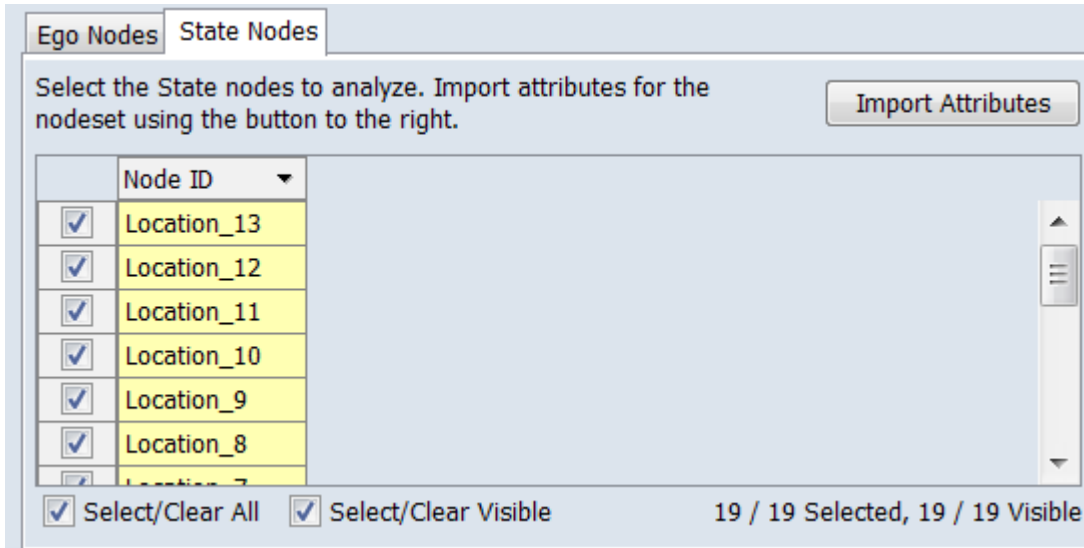 Ego Nodes State Nodes
Select the State nodes to analyze. Import attributes for the
nodeset using the button to the right.
Import Attributes
Node ID
Location_13
Location_12
Location_11
Location_10
Location_9
Location_8
Select/Clear All Select/Clear Visible 19 / 19 Selected, 19 / 19 Visible